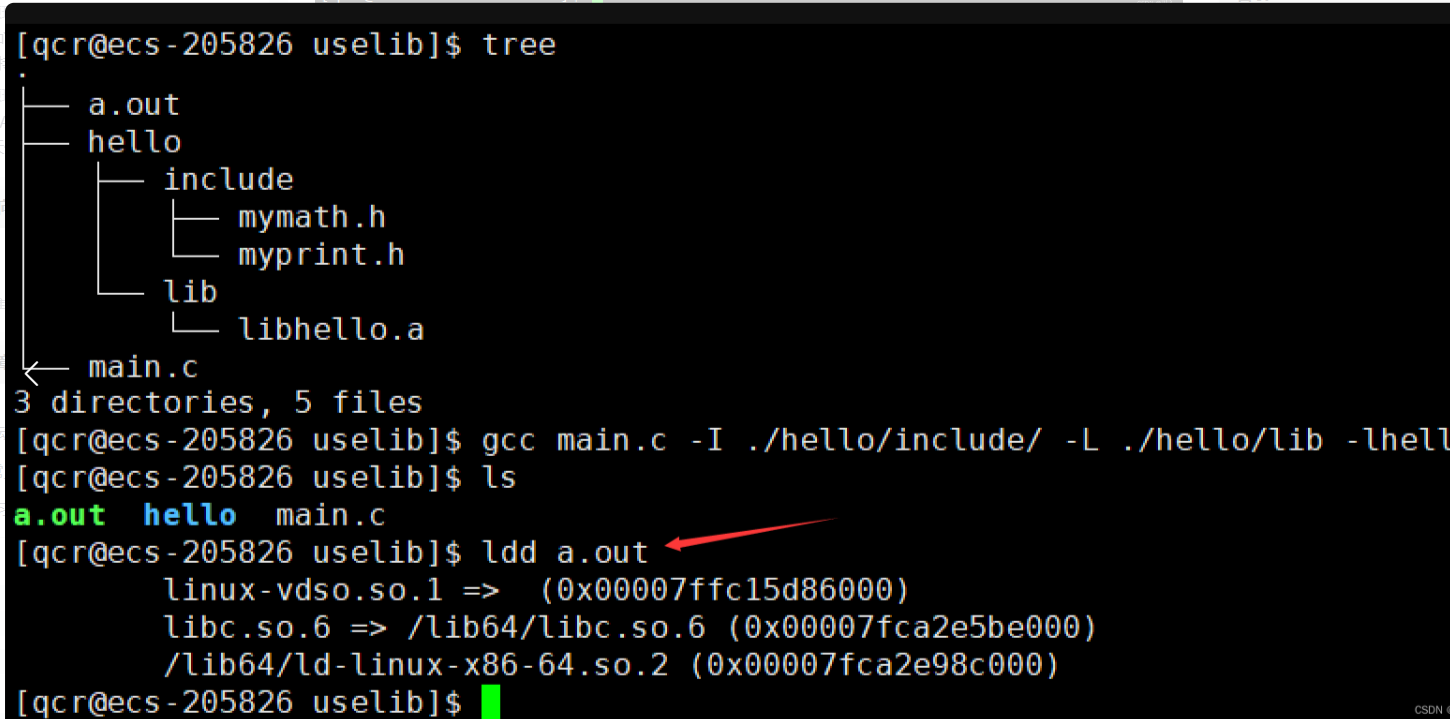 [qcr@ecs-205826 uselib]$ tree
.
├── a.out
├── hello
│   ├── include
│   │   ├── mymath.h
│   │   └── myprint.h
│   └── lib
│       └── libhello.a
└── main.c
3 directories, 5 files
[qcr@ecs-205826 uselib]$ gcc main.c -I ./hello/include/ -L ./hello/lib -lhell
[qcr@ecs-205826 uselib]$ ls
a.out  hello  main.c
[qcr@ecs-205826 uselib]$ ldd a.out
        linux-vdso.so.1 =>  (0x00007ffc15d86000)
        libc.so.6 => /lib64/libc.so.6 (0x00007fca2e5be000)
        /lib64/ld-linux-x86-64.so.2 (0x00007fca2e98c000)
[qcr@ecs-205826 uselib]$
CSDN